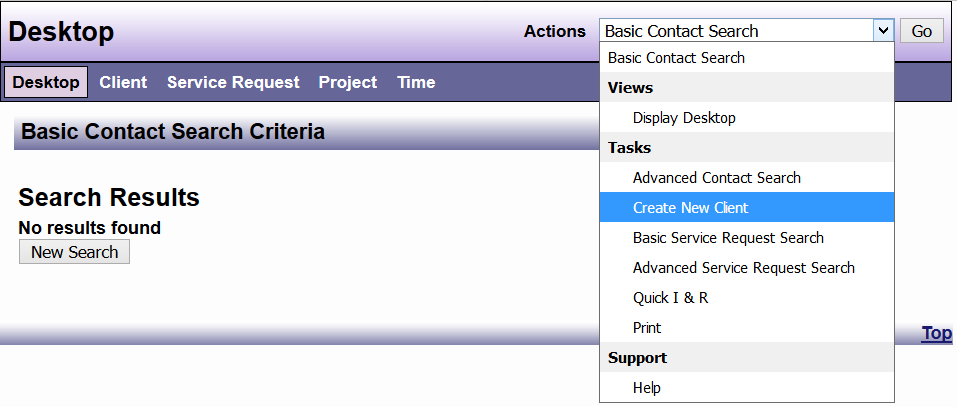 Desktop
Actions Basic Contact Search Go
Basic Contact Search
Views
Display Desktop
Tasks
Advanced Contact Search
Create New Client
Basic Service Request Search
Advanced Service Request Search
Quick I & R
Print
Support
Help
Desktop Client Service Request Project Time
Basic Contact Search Criteria
Search Results
No results found
New Search
Top